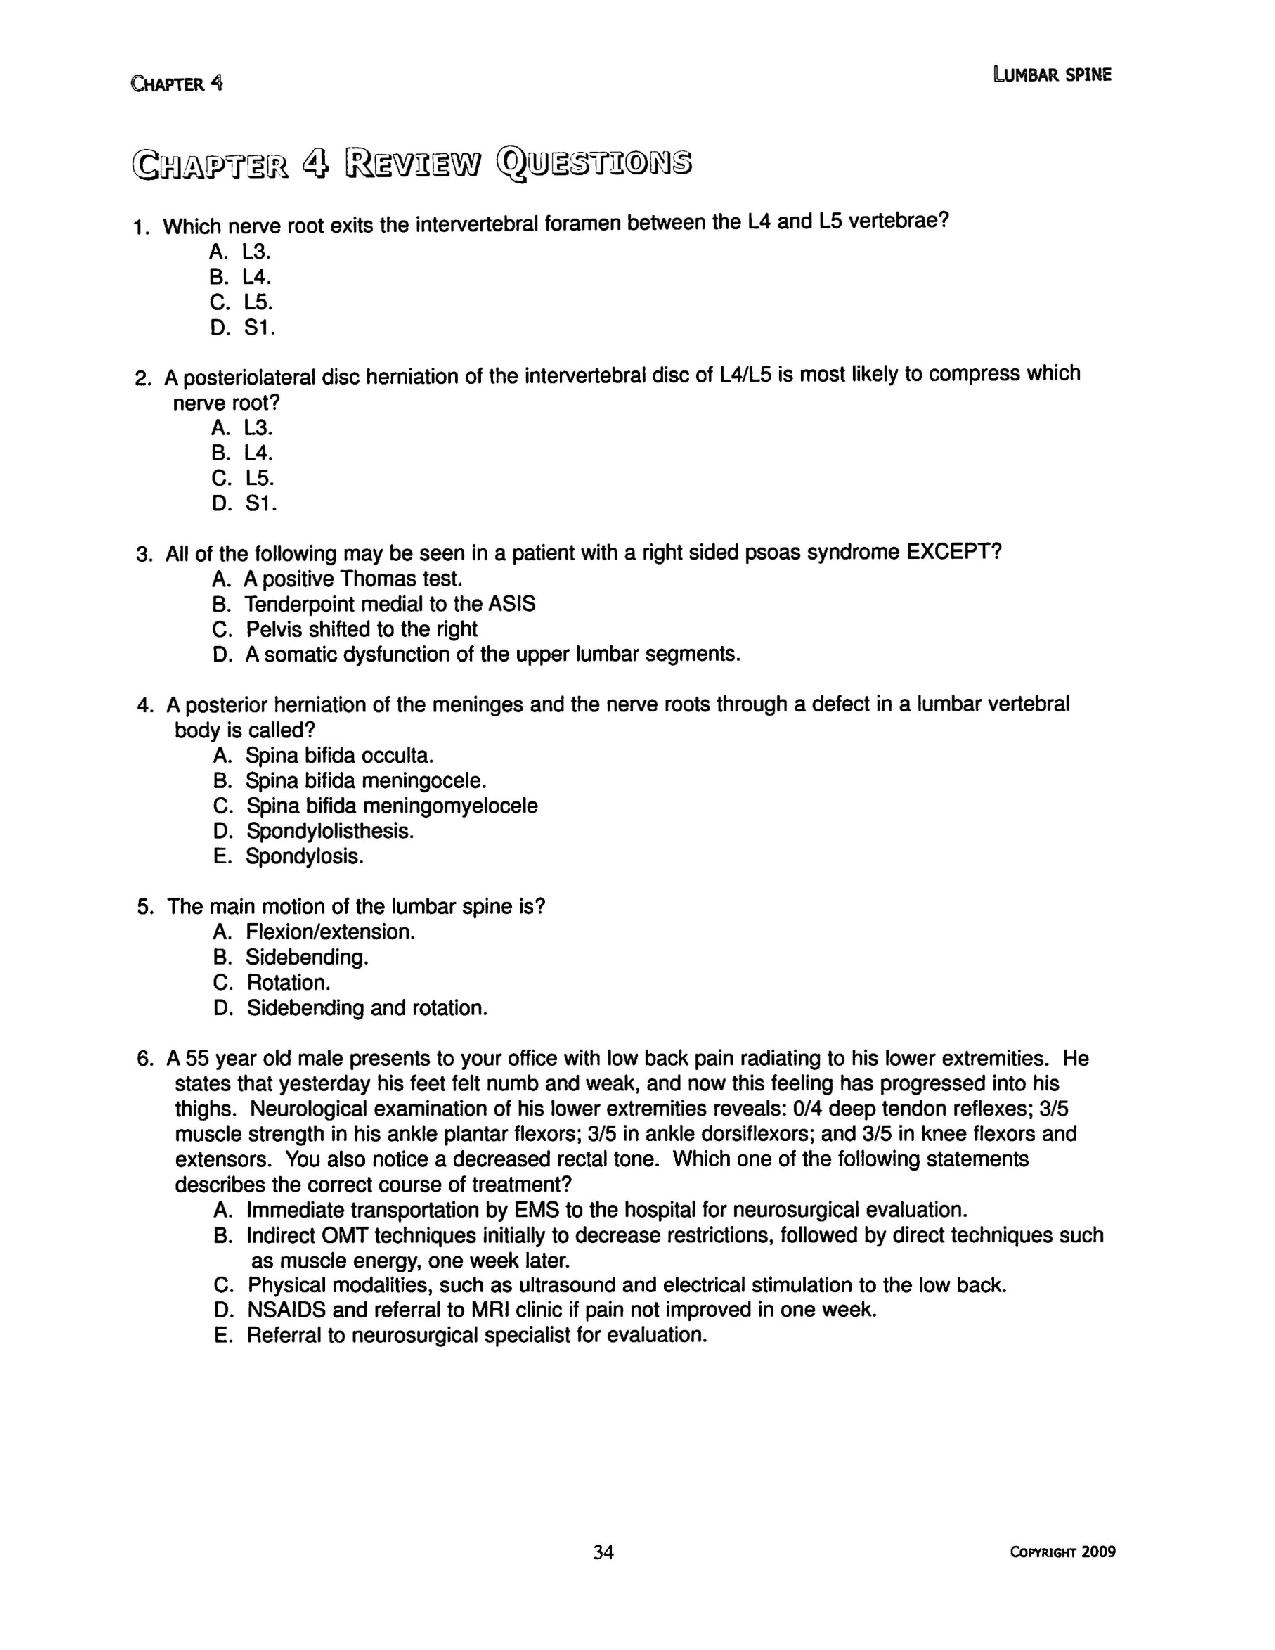 CHAPTER 4
LUMBAR SPINE
CHAPTER 4 REVIEW QUESTIONS
1. Which nerve root exits the intervertebral foramen between the L4 and L5 vertebrae?
A. L3.
B. L4.
C. L5.
D. S1.
2. A posteriolateral disc herniation of the intervertebral disc of L4/L5 is most likely to compress which
nerve root?
A. L3.
B. L4.
C. L5.
D. S1.
3. All of the following may be seen in a patient with a right sided psoas syndrome EXCEPT?
A. A positive Thomas test.
B. Tenderpoint medial to the ASIS
C. Pelvis shifted to the right
D. A somatic dysfunction of the upper lumbar segments.
4. A posterior herniation of the meninges and the nerve roots through a defect in a lumbar vertebral
body is called?
A. Spina bifida occulta.
B. Spina bifida meningocele.
C. Spina bifida meningomyelocele
D. Spondylolisthesis.
E. Spondylosis.
5. The main motion of the lumbar spine is?
A. Flexion/extension.
B. Sidebending.
C. Rotation.
D. Sidebending and rotation.
6. A 55 year old male presents to your office with low back pain radiating to his lower extremities. He
states that yesterday his feet felt numb and weak, and now this feeling has progressed into his
thighs. Neurological examination of his lower extremities reveals: 0/4 deep tendon reflexes; 3/5
muscle strength in his ankle plantar flexors; 3/5 in ankle dorsiflexors; and 3/5 in knee flexors and
extensors. You also notice a decreased rectal tone. Which one of the following statements
describes the correct course of treatment?
A. Immediate transportation by EMS to the hospital for neurosurgical evaluation.
B. Indirect OMT techniques initially to decrease restrictions, followed by direct techniques such
as muscle energy, one week later.
C. Physical modalities, such as ultrasound and electrical stimulation to the low back.
D. NSAIDS and referral to MRI clinic if pain not improved in one week.
E. Referral to neurosurgical specialist for evaluation.
34
COPYRIGHT 2009